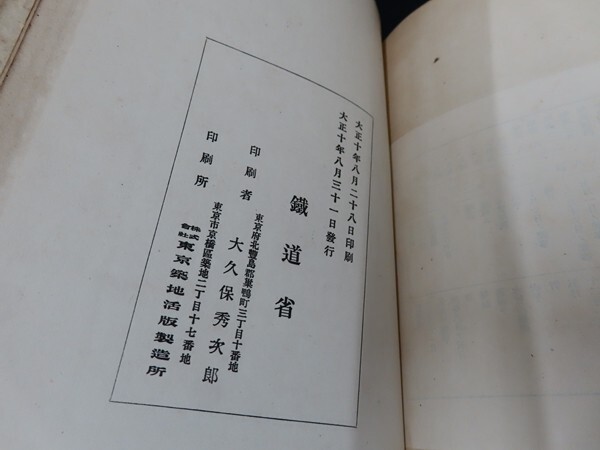 大正十年八月二十八日印刷
大正十年八月三十一日發行
鐵道省
東京府北豐島郡巢鴨町三丁目十番地
印刷者 大久保秀次郎
東京市京橋區築地二丁目十七番地
印刷所 株式會社東京築地活版製造所